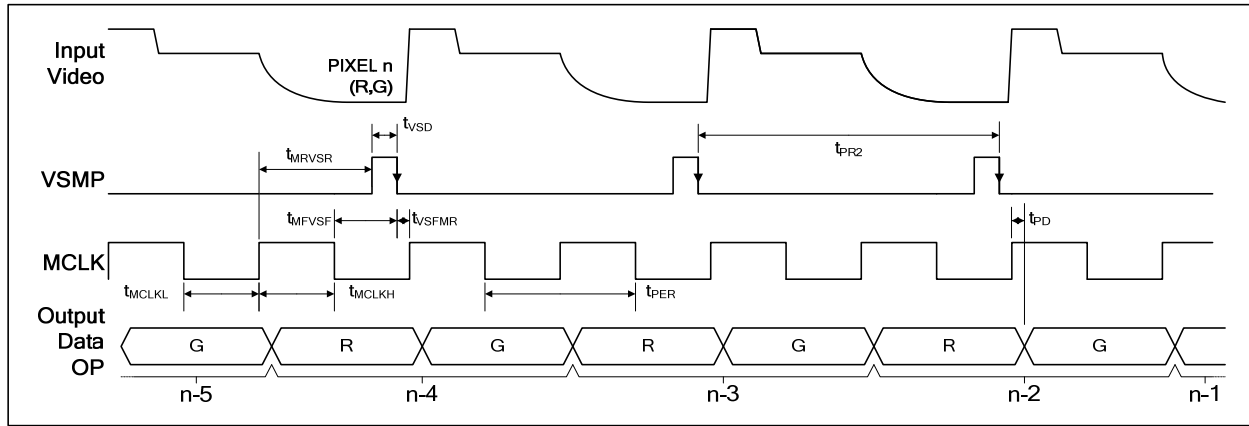 Input
Video
PIXEL n
(R,G)
tVSD
tMRVSR
tPR2
VSMP
tMFVSF
tVSFMR
tPD
MCLK
tMCLKL
tMCLKH
tPER
Output
Data
OP
G R G R G R G
n-5 n-4 n-3 n-2 n-1